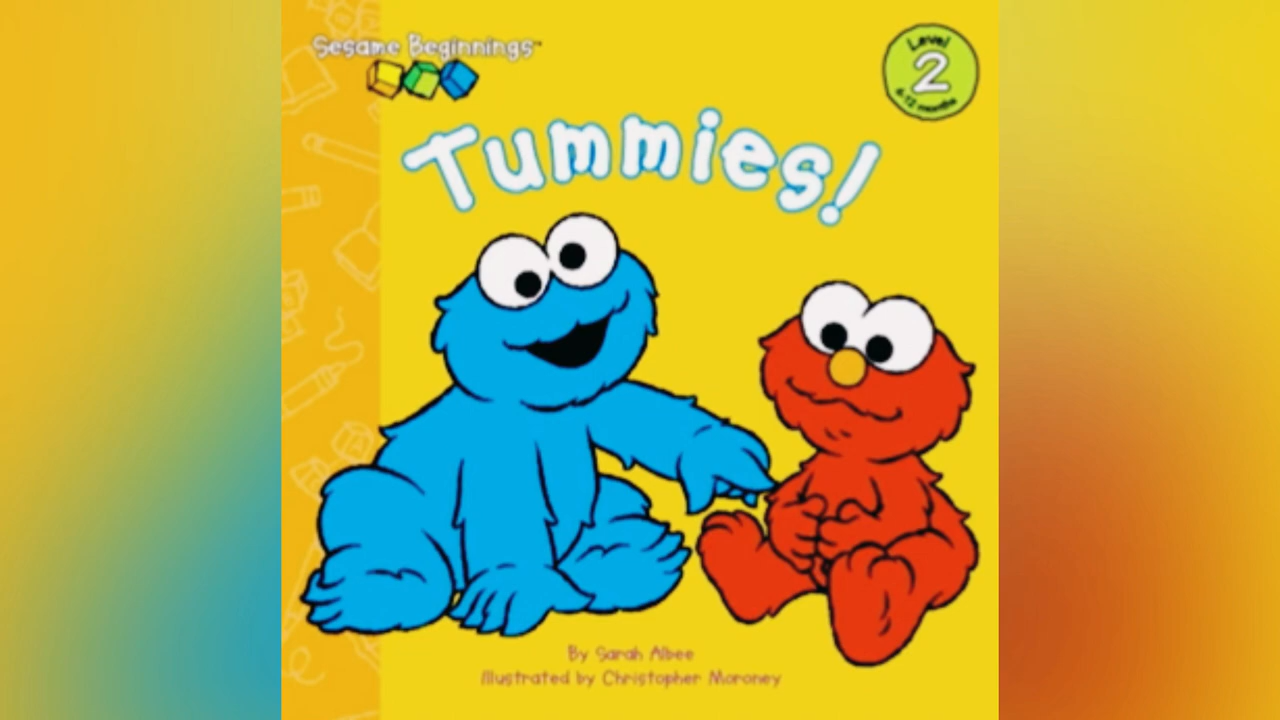 Sesame Beginnings™
Level
2
6-12 months
Tummies!
By Sarah Albee
Illustrated by Christopher Moroney